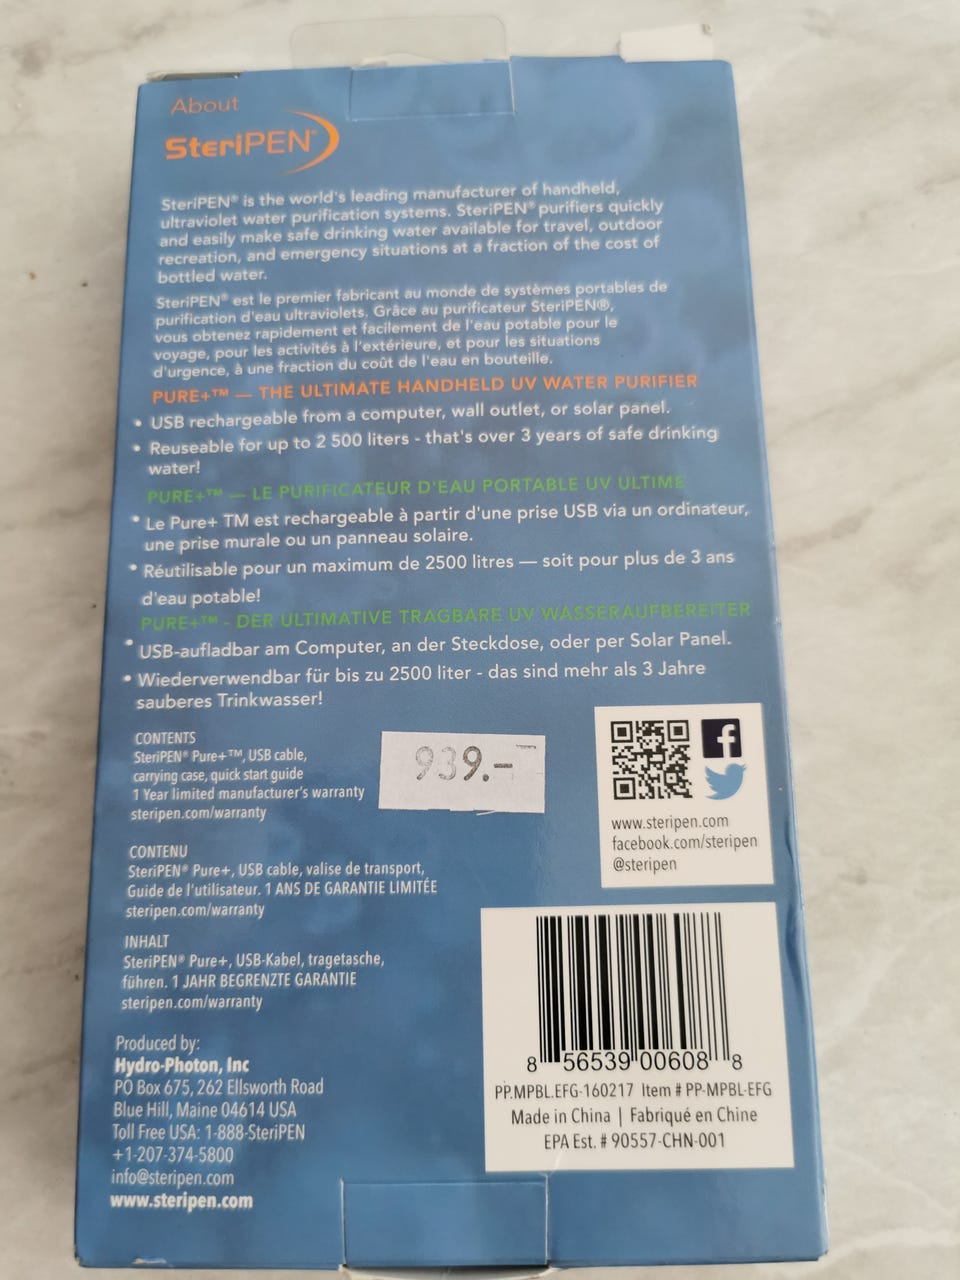 About
SteriPEN®
SteriPEN® is the world's leading manufacturer of handheld,
ultraviolet water purification systems. SteriPEN® purifiers quickly
and easily make safe drinking water available for travel, outdoor
recreation, and emergency situations at a fraction of the cost of
bottled water.
SteriPEN® est le premier fabricant au monde de systèmes portables de
purification d'eau ultraviolets. Grâce au purificateur SteriPEN®,
vous obtenez rapidement et facilement de l'eau potable pour le
voyage, pour les activités à l'extérieure, et pour les situations
d'urgence, à une fraction du coût de l'eau en bouteille.
PURE+™ — THE ULTIMATE HANDHELD UV WATER PURIFIER
• USB rechargeable from a computer, wall outlet, or solar panel.
• Reuseable for up to 2 500 liters - that's over 3 years of safe drinking
water!
PURE+™ — LE PURIFICATEUR D'EAU PORTABLE UV ULTIME
• Le Pure+ TM est rechargeable à partir d'une prise USB via un ordinateur,
une prise murale ou un panneau solaire.
• Réutilisable pour un maximum de 2500 litres — soit pour plus de 3 ans
d'eau potable!
PURE+™ - DER ULTIMATIVE TRAGBARE UV WASSERAUFBEREITER
• USB-aufladbar am Computer, an der Steckdose, oder per Solar Panel.
• Wiederverwendbar für bis zu 2500 liter - das sind mehr als 3 Jahre
sauberes Trinkwasser!
CONTENTS
SteriPEN® Pure+™, USB cable,
carrying case, quick start guide
1 Year limited manufacturer's warranty
steripen.com/warranty
939.-
www.steripen.com
facebook.com/steripen
@steripen
CONTENU
SteriPEN® Pure+, USB cable, valise de transport,
Guide de l'utilisateur. 1 ANS DE GARANTIE LIMITÉE
steripen.com/warranty
INHALT
SteriPEN® Pure+, USB-Kabel, tragetasche,
führen. 1 JAHR BEGRENZTE GARANTIE
steripen.com/warranty
Produced by:
Hydro-Photon, Inc
PO Box 675, 262 Ellsworth Road
Blue Hill, Maine 04614 USA
Toll Free USA: 1-888-SteriPEN
+1-207-374-5800
info@steripen.com
www.steripen.com
8 56539 00608 8
PP.MPBL.EFG-160217 Item # PP-MPBL-EFG
Made in China | Fabriqué en Chine
EPA Est. # 90557-CHN-001